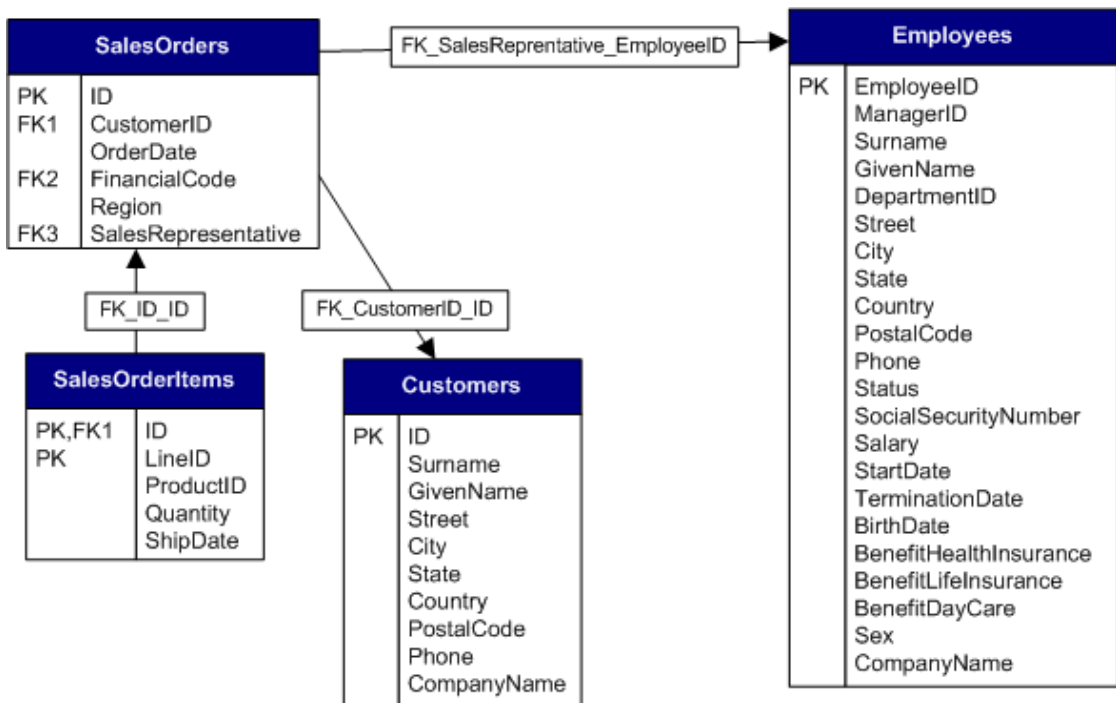 SalesOrders
PK ID
FK1 CustomerID
OrderDate
FK2 FinancialCode
Region
FK3 SalesRepresentative
FK_SalesReprentative_EmployeeID
Employees
PK EmployeeID
ManagerID
Surname
GivenName
DepartmentID
Street
City
State
Country
PostalCode
Phone
Status
SocialSecurityNumber
Salary
StartDate
TerminationDate
BirthDate
BenefitHealthInsurance
BenefitLifeInsurance
BenefitDayCare
Sex
CompanyName
FK_ID_ID
FK_CustomerID_ID
SalesOrderItems
PK,FK1 ID
PK LineID
ProductID
Quantity
ShipDate
Customers
PK ID
Surname
GivenName
Street
City
State
Country
PostalCode
Phone
CompanyName